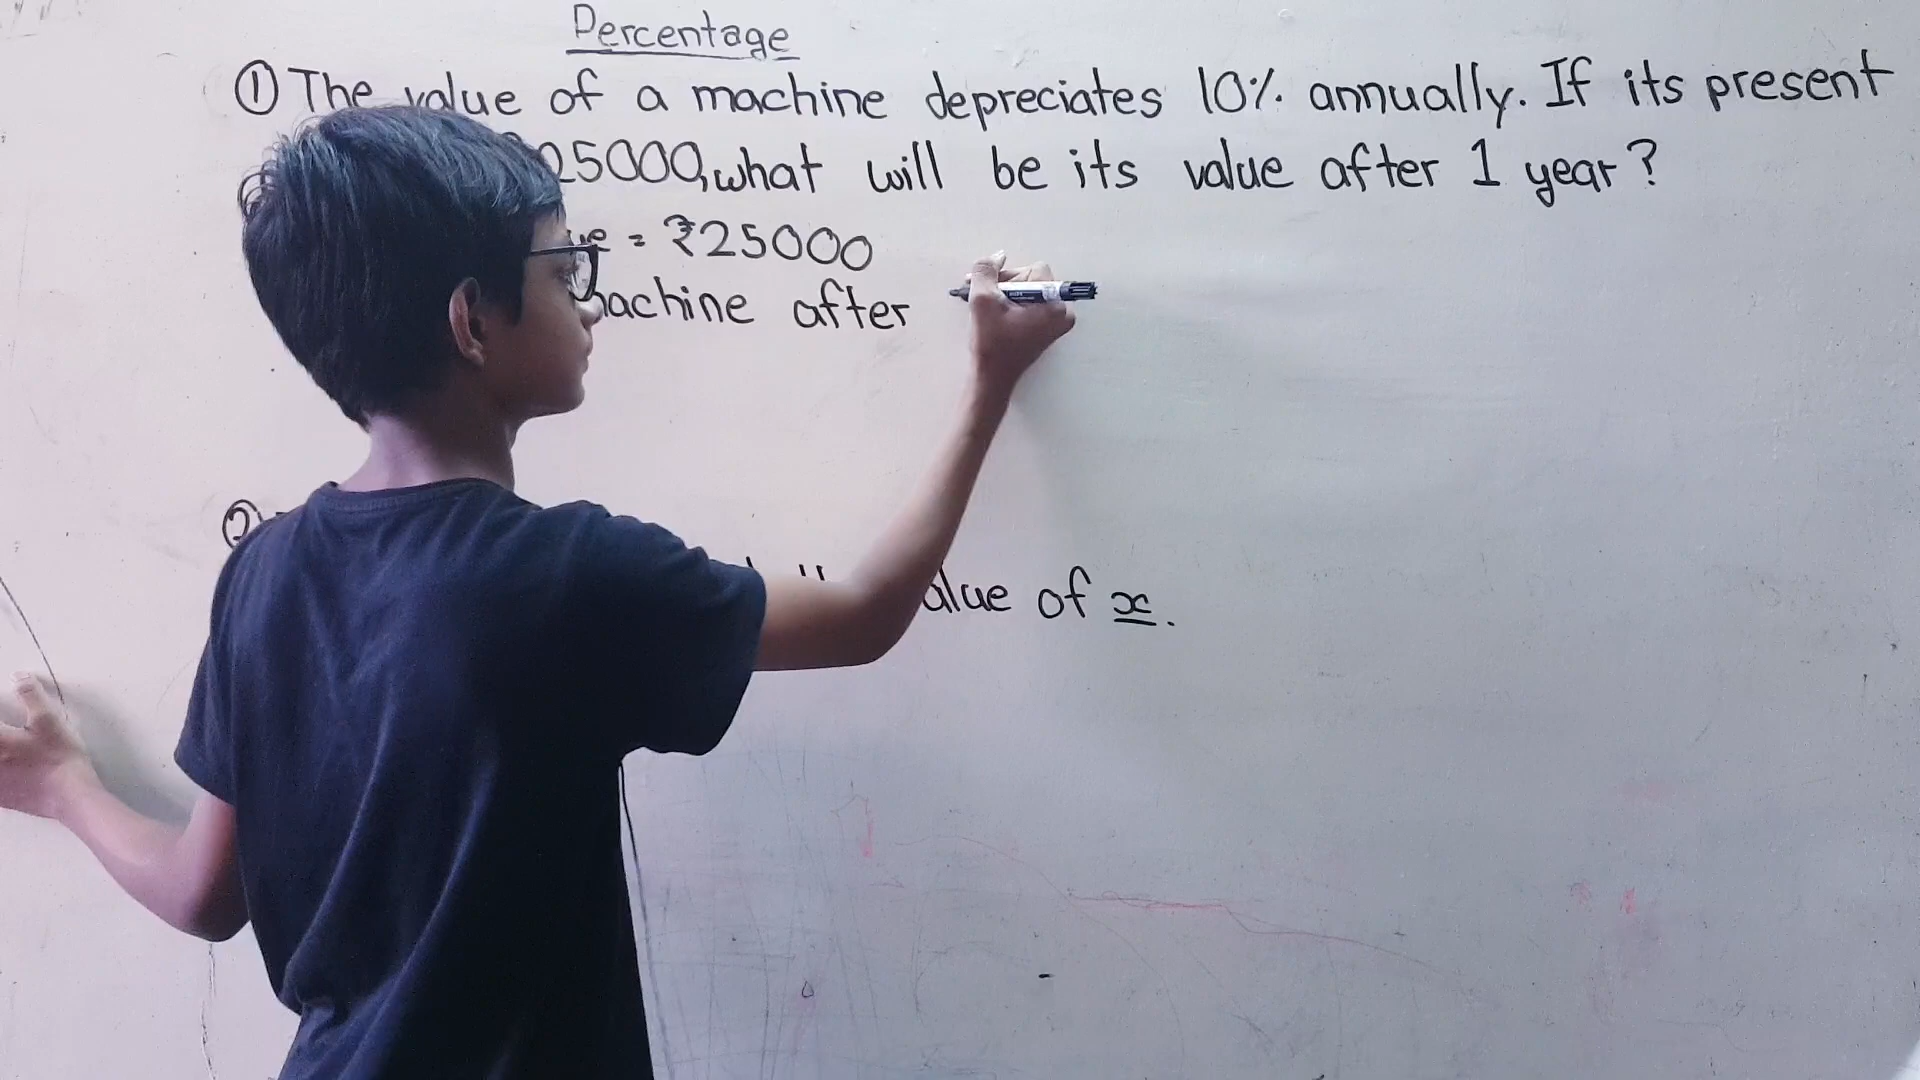 Percentage
① The value of a machine depreciates 10% annually. If its present
25000, what will be its value after 1 year?
= ₹25000
machine after
②
value of x.